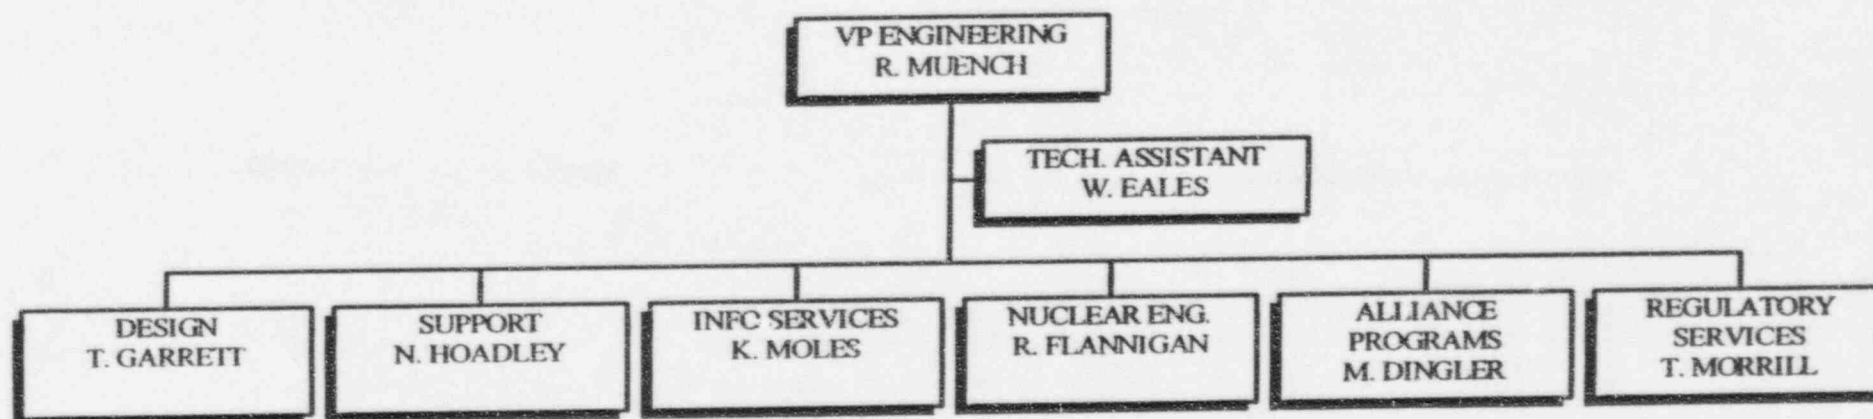 VP ENGINEERING
R. MUENCH
TECH. ASSISTANT
W. EALES
DESIGN
T. GARRETT
SUPPORT
N. HOADLEY
INFO SERVICES
K. MOLES
NUCLEAR ENG.
R. FLANNIGAN
ALLIANCE
PROGRAMS
M. DINGLER
REGULATORY
SERVICES
T. MORRILL